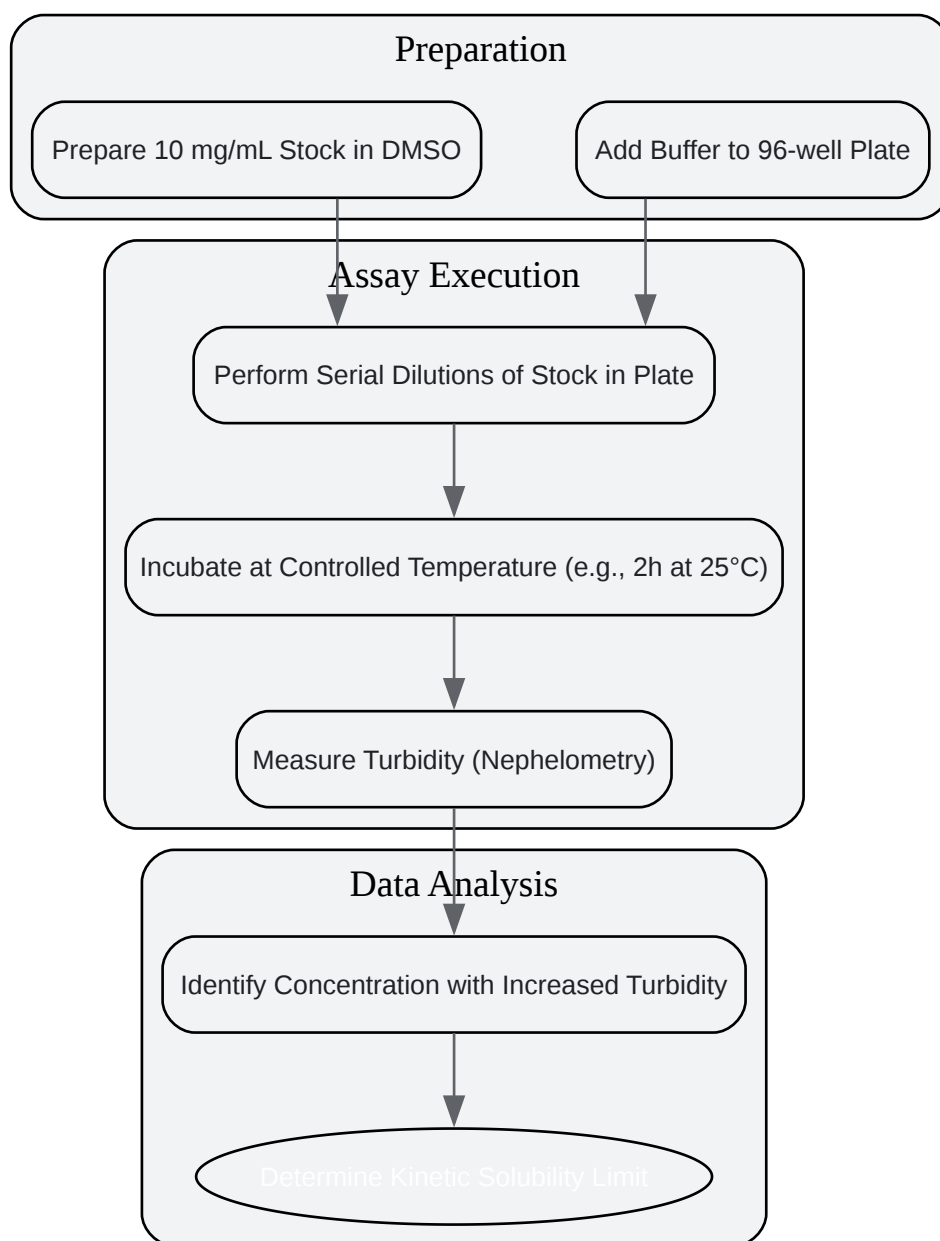 Preparation
Prepare 10 mg/mL Stock in DMSO
Add Buffer to 96-well Plate
Assay Execution
Perform Serial Dilutions of Stock in Plate
Incubate at Controlled Temperature (e.g., 2h at 25°C)
Measure Turbidity (Nephelometry)
Data Analysis
Identify Concentration with Increased Turbidity
Determine Kinetic Solubility Limit